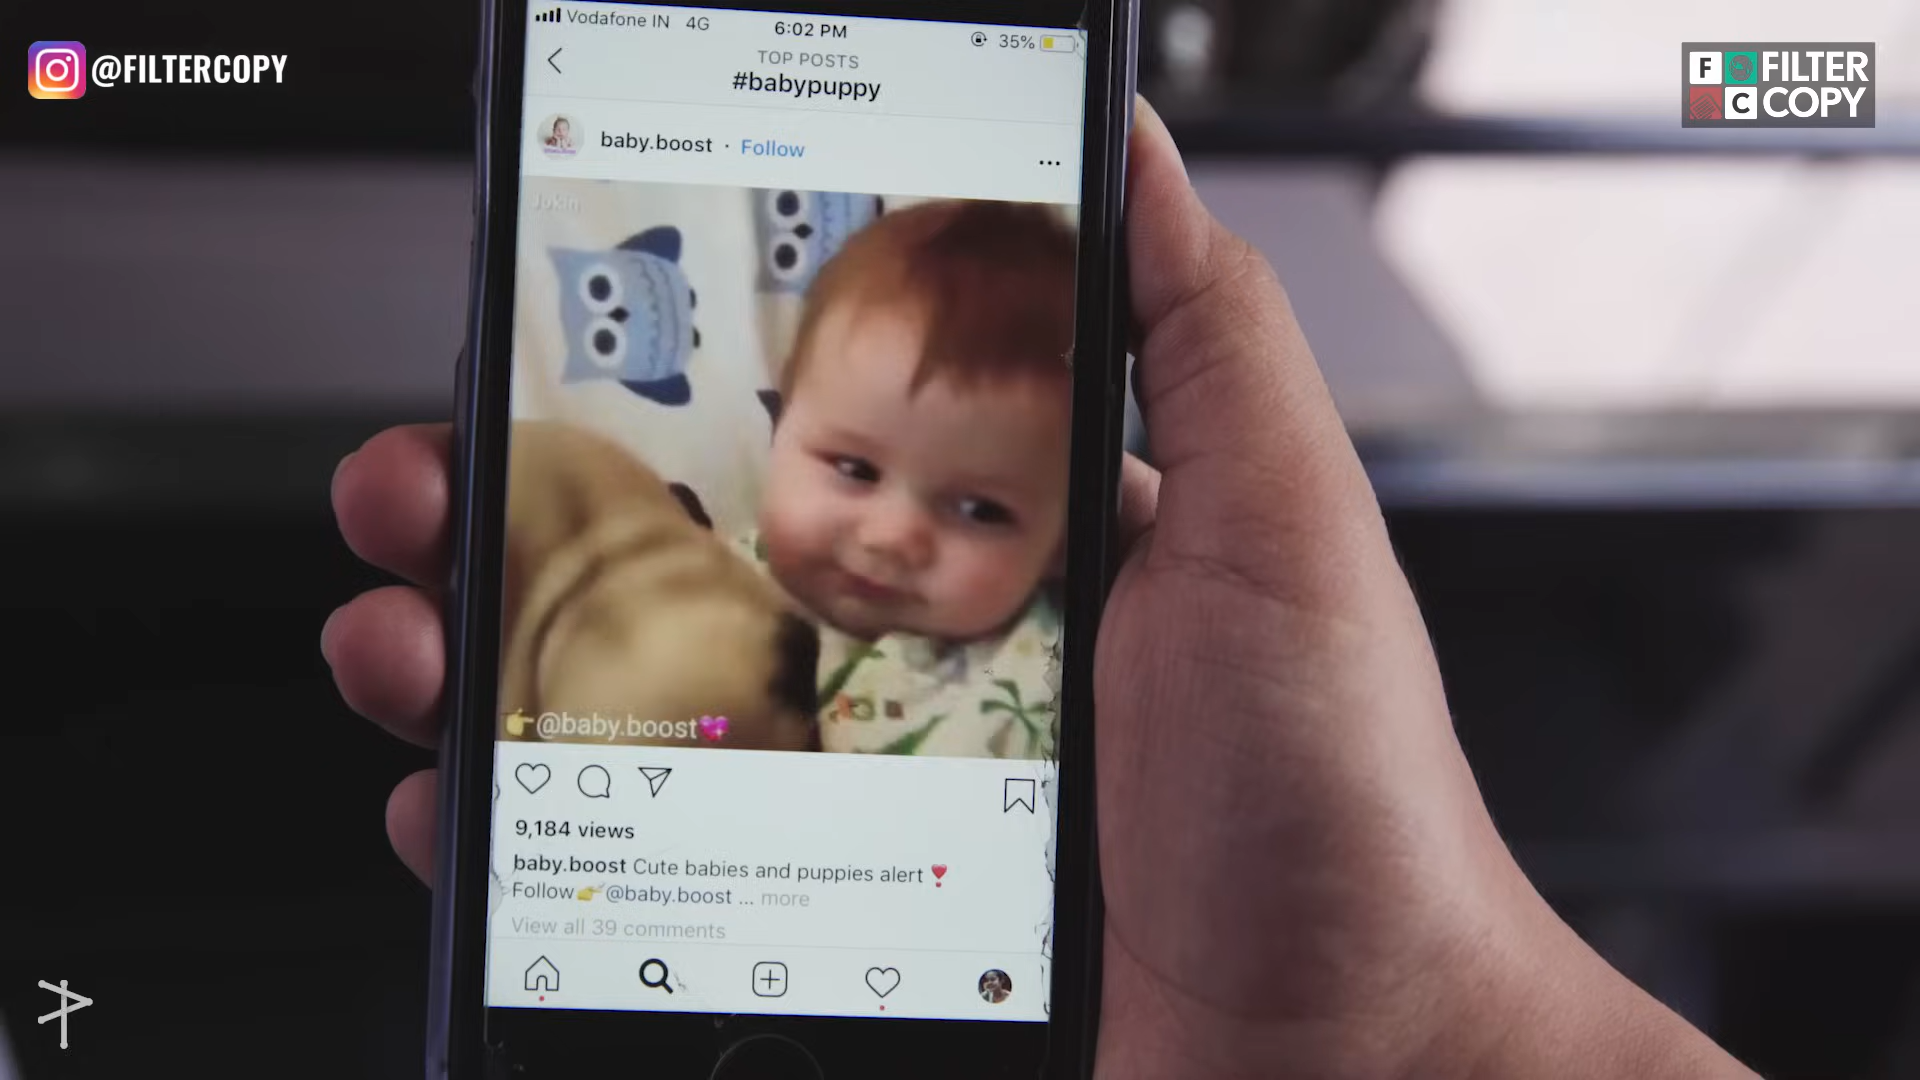 @FILTERCOPY
F FILTER
C COPY
Vodafone IN 4G 6:02 PM 35%
TOP POSTS
#babypuppy
baby.boost · Follow
Jukin
👉@baby.boost💖
9,184 views
baby.boost Cute babies and puppies alert❣️
Follow👉@baby.boost ... more
View all 39 comments